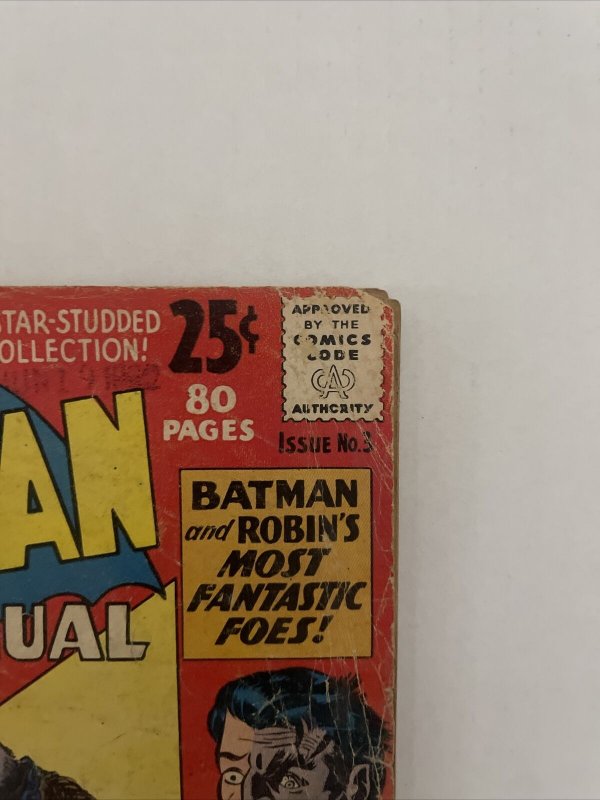 STAR-STUDDED
OLLECTION!
25¢
80
PAGES
APPROVED
BY THE
COMICS
CODE
AUTHORITY
ISSUE No. 3
AN
UAL
BATMAN
and ROBIN'S
MOST
FANTASTIC
FOES!